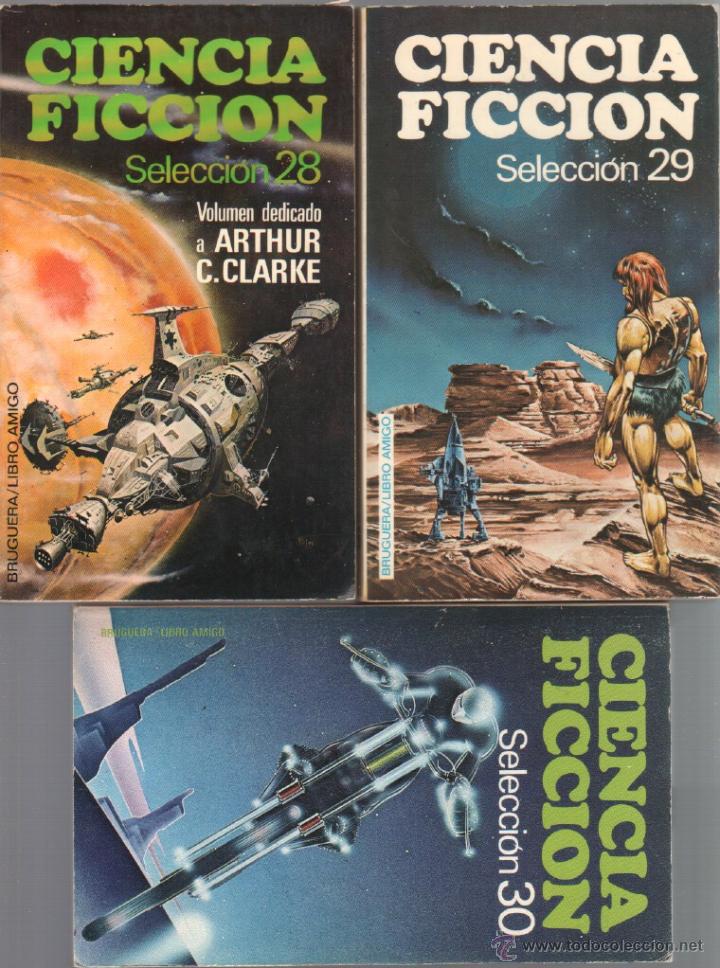 CIENCIA
FICCION
Selección 28
Volumen dedicado
a ARTHUR
C. CLARKE
BRUGUERA/LIBRO AMIGO
CIENCIA
FICCION
Selección 29
BRUGUERA/LIBRO AMIGO
BRUGUERA-LIBRO AMIGO
CIENCIA
FICCION
Selección 30
www.todocoleccion.net